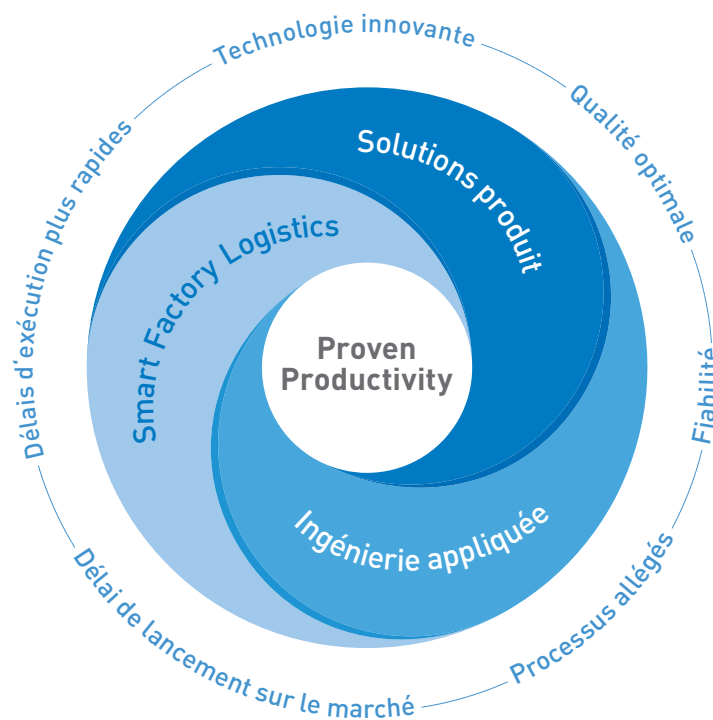 Technologie innovante
Qualité optimale
Fiabilité
Processus allégés
Délai de lancement sur le marché
Délais d'exécution plus rapides
Solutions produit
Smart Factory Logistics
Ingénierie appliquée
Proven
Productivity